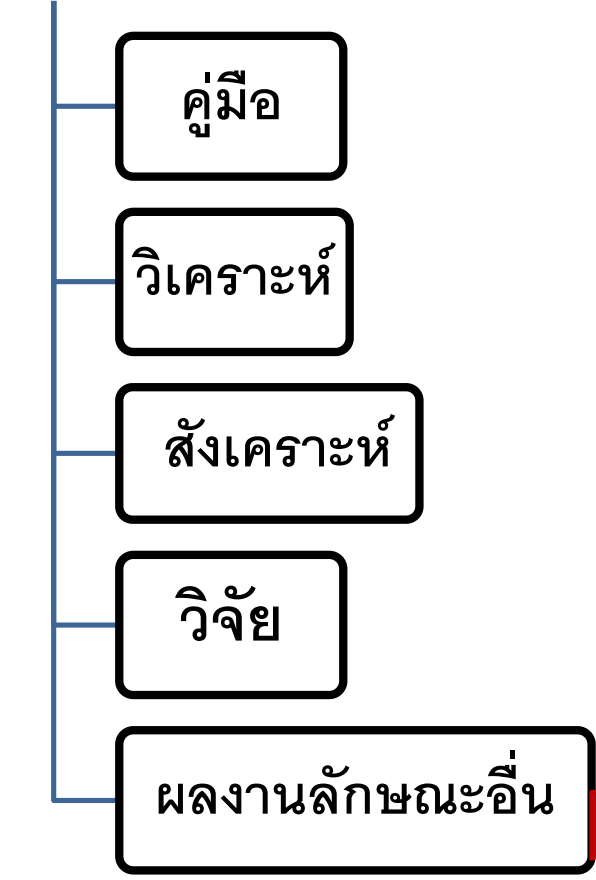 คู่มือ
วิเคราะห์
สังเคราะห์
วิจัย
ผลงานลักษณะอื่น